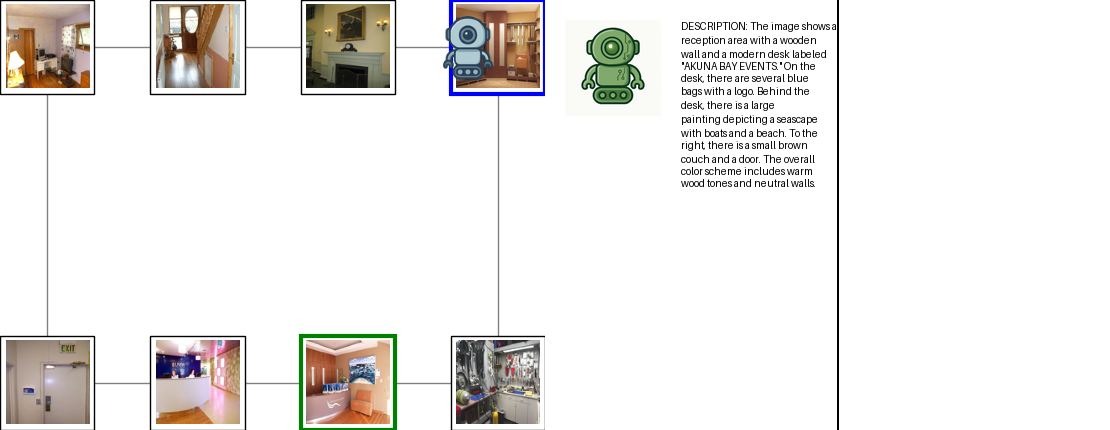 DESCRIPTION: The image shows a
reception area with a wooden
wall and a modern desk labeled
"AKUNA BAY EVENTS." On the
desk, there are several blue
bags with a logo. Behind the
desk, there is a large
painting depicting a seascape
with boats and a beach. To the
right, there is a small brown
couch and a door. The overall
color scheme includes warm
wood tones and neutral walls.
EXIT